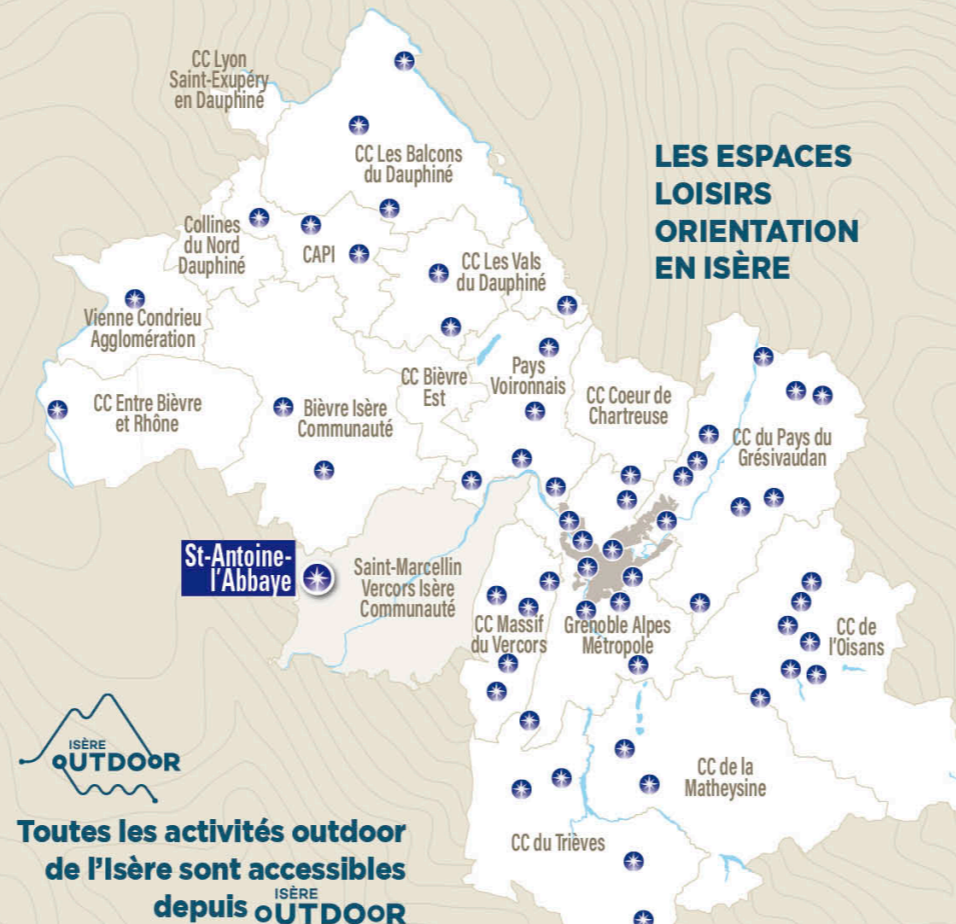 CC Lyon
Saint-Exupéry
en Dauphiné
CC Les Balcons
du Dauphiné
LES ESPACES
LOISIRS
ORIENTATION
EN ISÈRE
Collines
du Nord
Dauphiné
CAPI
CC Les Vals
du Dauphiné
Vienne Condrieu
Agglomération
CC Entre Bièvre
et Rhône
Bièvre Isère
Communauté
CC Bièvre
Est
Pays
Voironnais
CC Coeur de
Chartreuse
CC du Pays du
Grésivaudan
St-Antoine-
l'Abbaye
Saint-Marcellin
Vercors Isère
Communauté
CC Massif
du Vercors
Grenoble Alpes
Métropole
CC de
l'Oisans
CC de la
Matheysine
CC du Trièves
ISÈRE
OUTDOOR
Toutes les activités outdoor
de l'Isère sont accessibles
depuis ISÈRE OUTDOOR